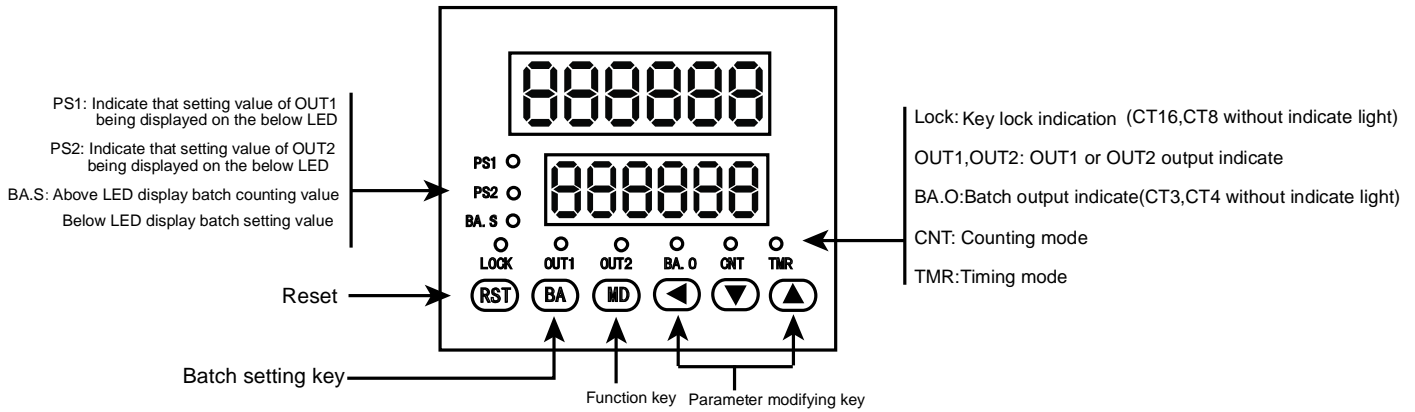 PS1: Indicate that setting value of OUT1
being displayed on the below LED
PS2: Indicate that setting value of OUT2
being displayed on the below LED
BA.S: Above LED display batch counting value
Below LED display batch setting value
Reset
Batch setting key
888888
PS1
PS2
BA. S
888888
LOCK OUT1 OUT2 BA. O CNT TMR
RST BA MD
Function key Parameter modifying key
Lock: Key lock indication (CT16,CT8 without indicate light)
OUT1,OUT2: OUT1 or OUT2 output indicate
BA.O:Batch output indicate(CT3,CT4 without indicate light)
CNT: Counting mode
TMR:Timing mode